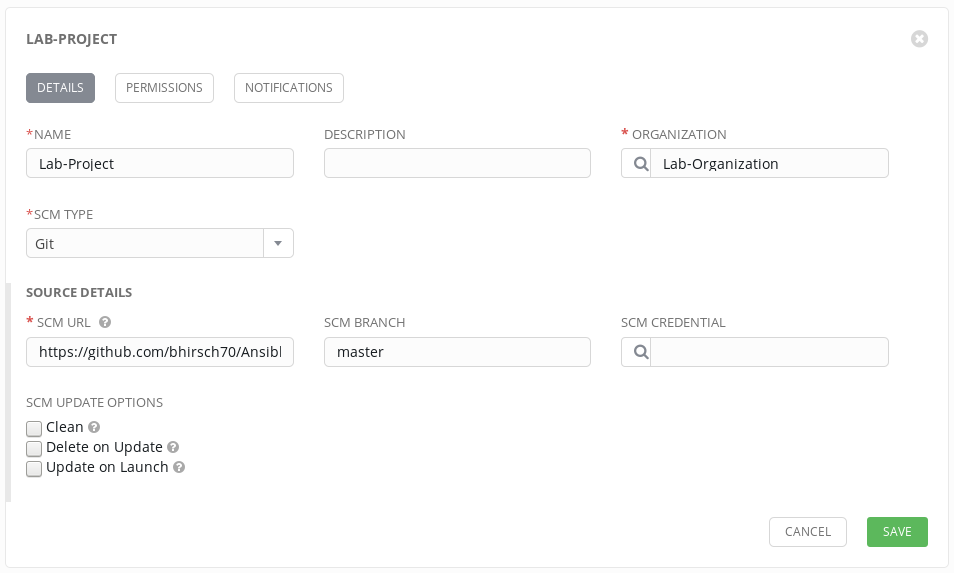 LAB-PROJECT
DETAILS PERMISSIONS NOTIFICATIONS
*NAME DESCRIPTION * ORGANIZATION
Lab-Project Lab-Organization
*SCM TYPE
Git
SOURCE DETAILS
* SCM URL ? SCM BRANCH SCM CREDENTIAL
https://github.com/bhirsch70/Ansibl master
SCM UPDATE OPTIONS
Clean ?
Delete on Update ?
Update on Launch ?
CANCEL SAVE